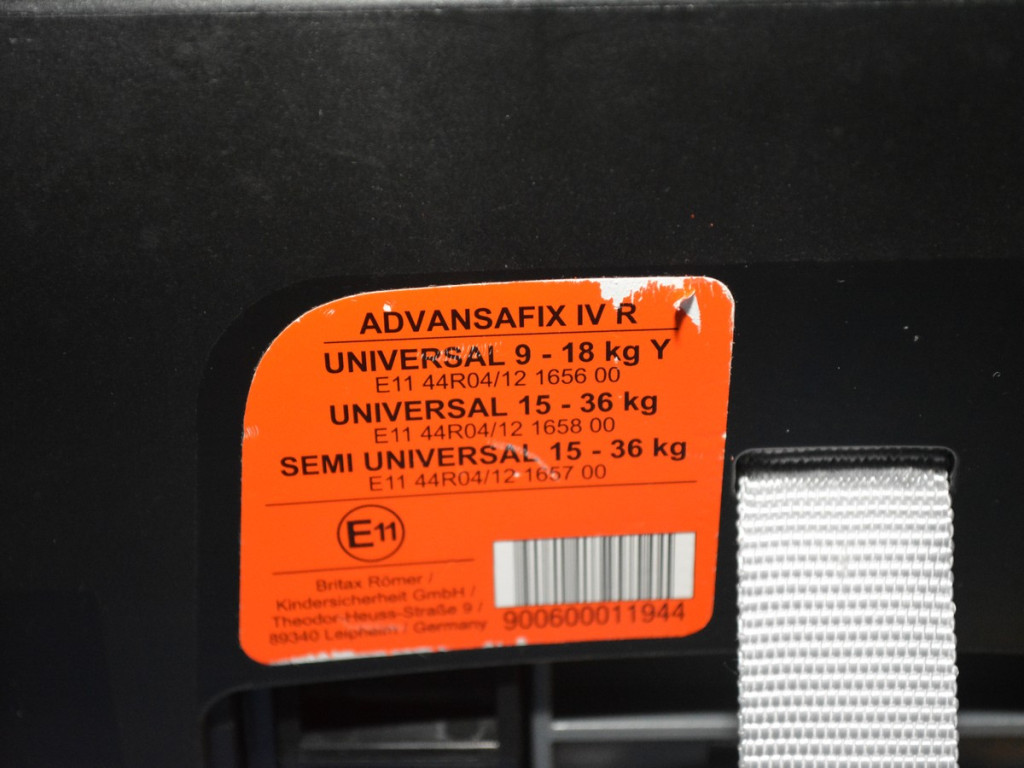 ADVANSAFIX IV R
UNIVERSAL 9 - 18 kg Y
E11 44R04/12 1656 00
UNIVERSAL 15 - 36 kg
E11 44R04/12 1658 00
SEMI UNIVERSAL 15 - 36 kg
E11 44R04/12 1657 00
E11
Britax Römer /
Kindersicherheit GmbH /
Theodor-Heuss-Straße 9 /
89340 Leipheim / Germany
900600011944